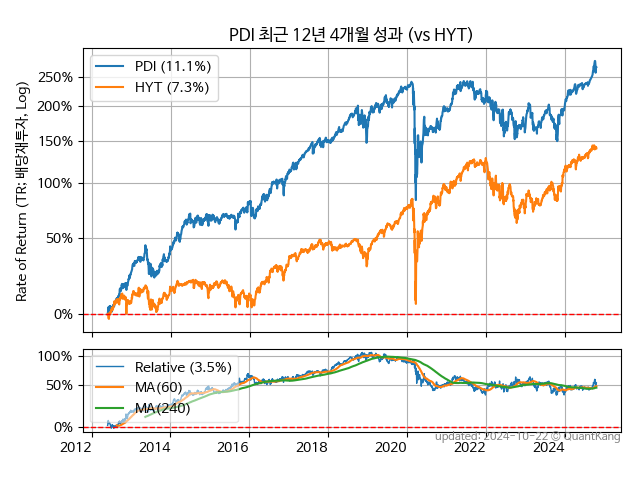 PDI 최근 12년 4개월 성과 (vs HYT)
Rate of Return (TR: 배당재투자, Log)
250%
200%
150%
100%
50%
0%
PDI (11.1%)
HYT (7.3%)
100%
50%
0%
Relative (3.5%)
MA(60)
MA(240)
2012 2014 2016 2018 2020 2022 2024
updated: 2024-10-22 © QuantKang